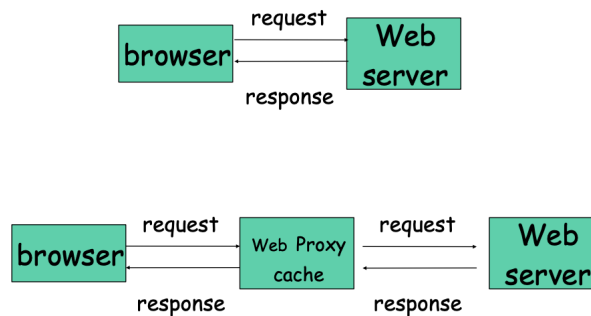 request
browser
Web
server
response
request
request
browser
Web Proxy
cache
Web
server
response
response